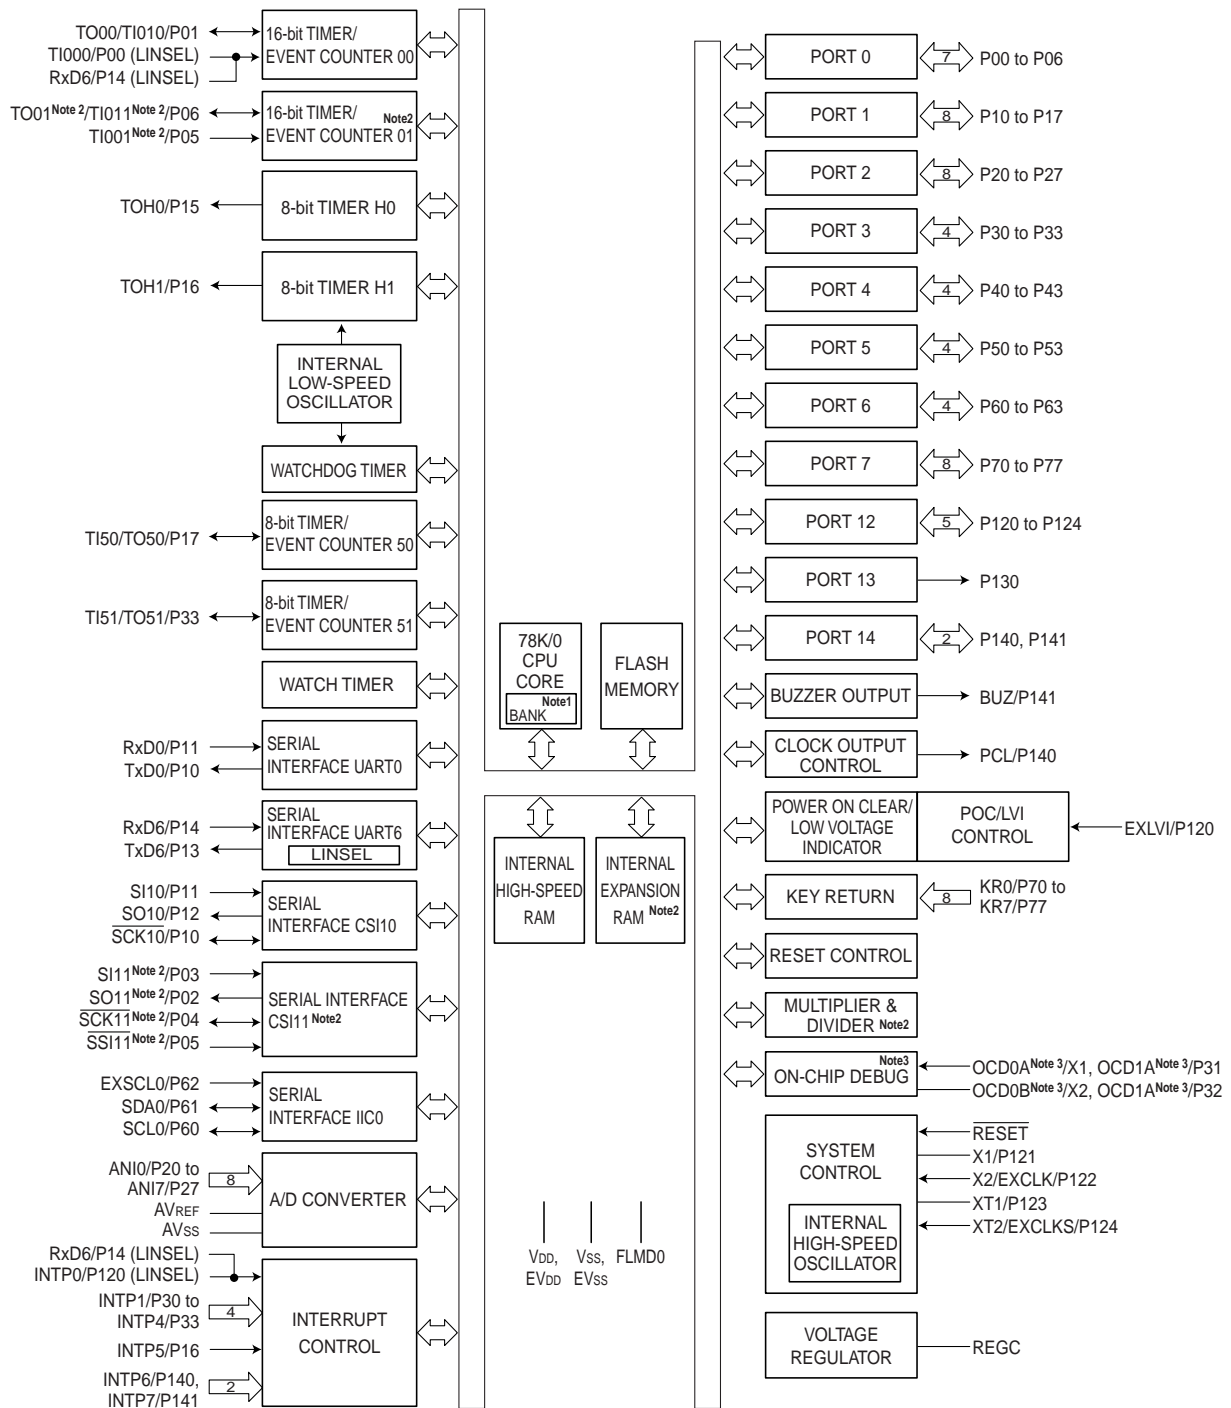 TO00/TI010/P01
TI000/P00 (LINSEL)
RxD6/P14 (LINSEL)
16-bit TIMER/
EVENT COUNTER 00
TO01Note 2/TI011Note 2/P06
TI001Note 2/P05
16-bit TIMER/ Note2
EVENT COUNTER 01
TOH0/P15
8-bit TIMER H0
TOH1/P16
8-bit TIMER H1
INTERNAL
LOW-SPEED
OSCILLATOR
WATCHDOG TIMER
TI50/TO50/P17
8-bit TIMER/
EVENT COUNTER 50
TI51/TO51/P33
8-bit TIMER/
EVENT COUNTER 51
WATCH TIMER
RxD0/P11
TxD0/P10
SERIAL
INTERFACE UART0
RxD6/P14
TxD6/P13
SERIAL
INTERFACE UART6
LINSEL
SI10/P11
SO10/P12
SCK10/P10
SERIAL
INTERFACE CSI10
SI11Note 2/P03
SO11Note 2/P02
SCK11Note 2/P04
SSI11Note 2/P05
SERIAL INTERFACE
CSI11 Note2
EXSCL0/P62
SDA0/P61
SCL0/P60
SERIAL
INTERFACE IIC0
ANI0/P20 to
ANI7/P27
8
AVREF
AVSS
A/D CONVERTER
RxD6/P14 (LINSEL)
INTP0/P120 (LINSEL)
INTP1/P30 to
INTP4/P33
4
INTP5/P16
INTP6/P140,
INTP7/P141
2
INTERRUPT
CONTROL
78K/0
CPU
CORE
Note1
BANK
FLASH
MEMORY
INTERNAL
HIGH-SPEED
RAM
INTERNAL
EXPANSION
RAM Note2
VDD,
EVDD
VSS,
EVSS
FLMD0
PORT 0
7
P00 to P06
PORT 1
8
P10 to P17
PORT 2
8
P20 to P27
PORT 3
4
P30 to P33
PORT 4
4
P40 to P43
PORT 5
4
P50 to P53
PORT 6
4
P60 to P63
PORT 7
8
P70 to P77
PORT 12
5
P120 to P124
PORT 13
P130
PORT 14
2
P140, P141
BUZZER OUTPUT
BUZ/P141
CLOCK OUTPUT
CONTROL
PCL/P140
POWER ON CLEAR/
LOW VOLTAGE
INDICATOR
POC/LVI
CONTROL
EXLVI/P120
KEY RETURN
8
KR0/P70 to
KR7/P77
RESET CONTROL
MULTIPLIER &
DIVIDER Note2
Note3
ON-CHIP DEBUG
OCD0ANote 3/X1, OCD1ANote 3/P31
OCD0BNote 3/X2, OCD1ANote 3/P32
SYSTEM
CONTROL
INTERNAL
HIGH-SPEED
OSCILLATOR
RESET
X1/P121
X2/EXCLK/P122
XT1/P123
XT2/EXCLKS/P124
VOLTAGE
REGULATOR
REGC